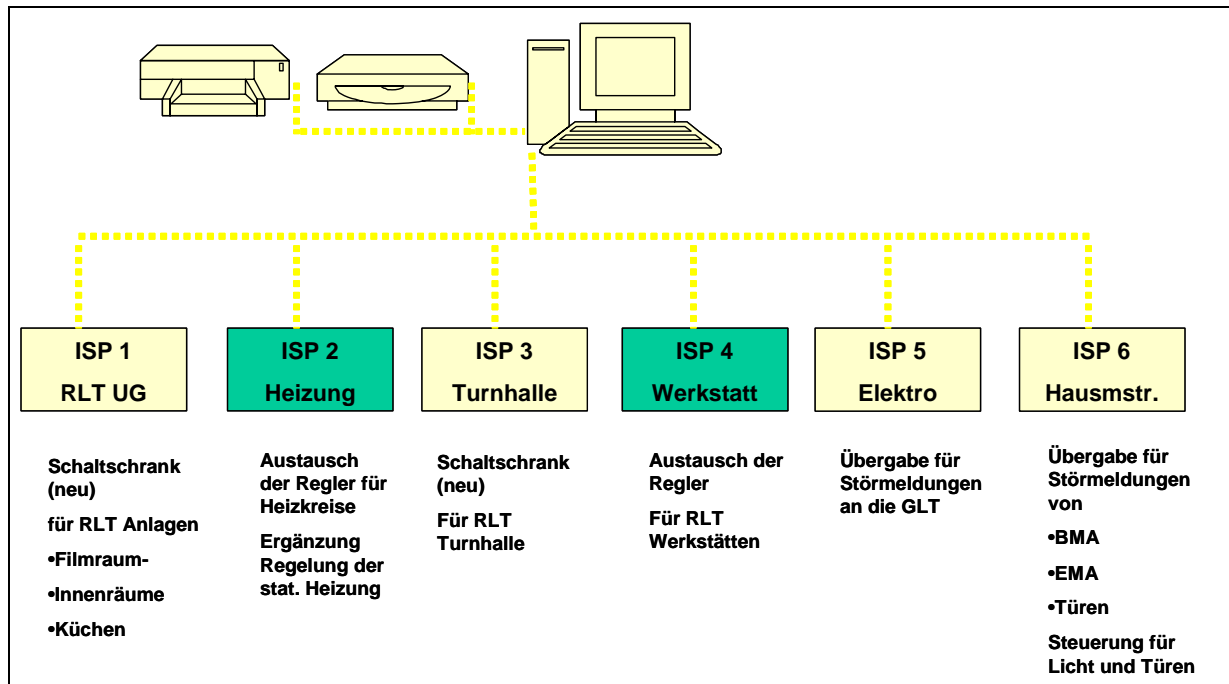 ISP 1
RLT UG
ISP 2
Heizung
ISP 3
Turnhalle
ISP 4
Werkstatt
ISP 5
Elektro
ISP 6
Hausmstr.
Schaltschrank
(neu)
für RLT Anlagen
•Filmraum-
•Innenräume
•Küchen
Austausch
der Regler für
Heizkreise
Ergänzung
Regelung der
stat. Heizung
Schaltschrank
(neu)
Für RLT
Turnhalle
Austausch der
Regler
Für RLT
Werkstätten
Übergabe für
Störmeldungen
an die GLT
Übergabe für
Störmeldungen
von
•BMA
•EMA
•Türen
Steuerung für
Licht und Türen